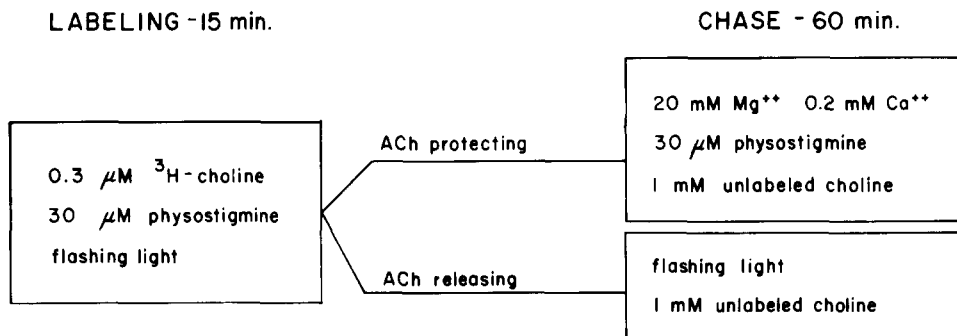 LABELING -15 min.
CHASE - 60 min.
0.3 μM ³H-choline
30 μM physostigmine
flashing light
ACh protecting
20 mM Mg⁺⁺ 0.2 mM Ca⁺⁺
30 μM physostigmine
1 mM unlabeled choline
ACh releasing
flashing light
1 mM unlabeled choline